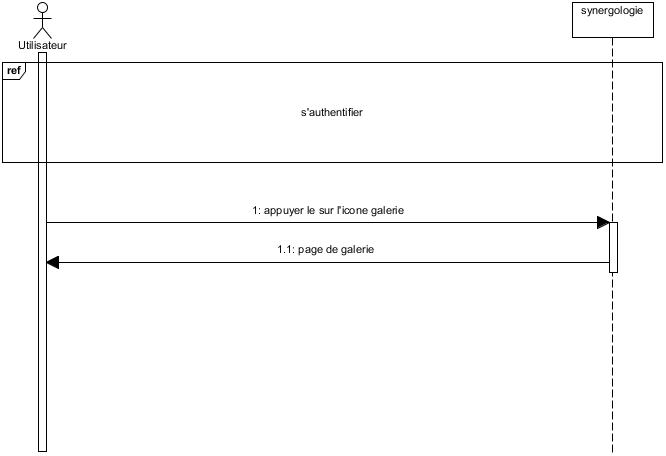 synergologie
Utilisateur
ref
s'authentifier
1: appuyer le sur l'icone galerie
1.1: page de galerie